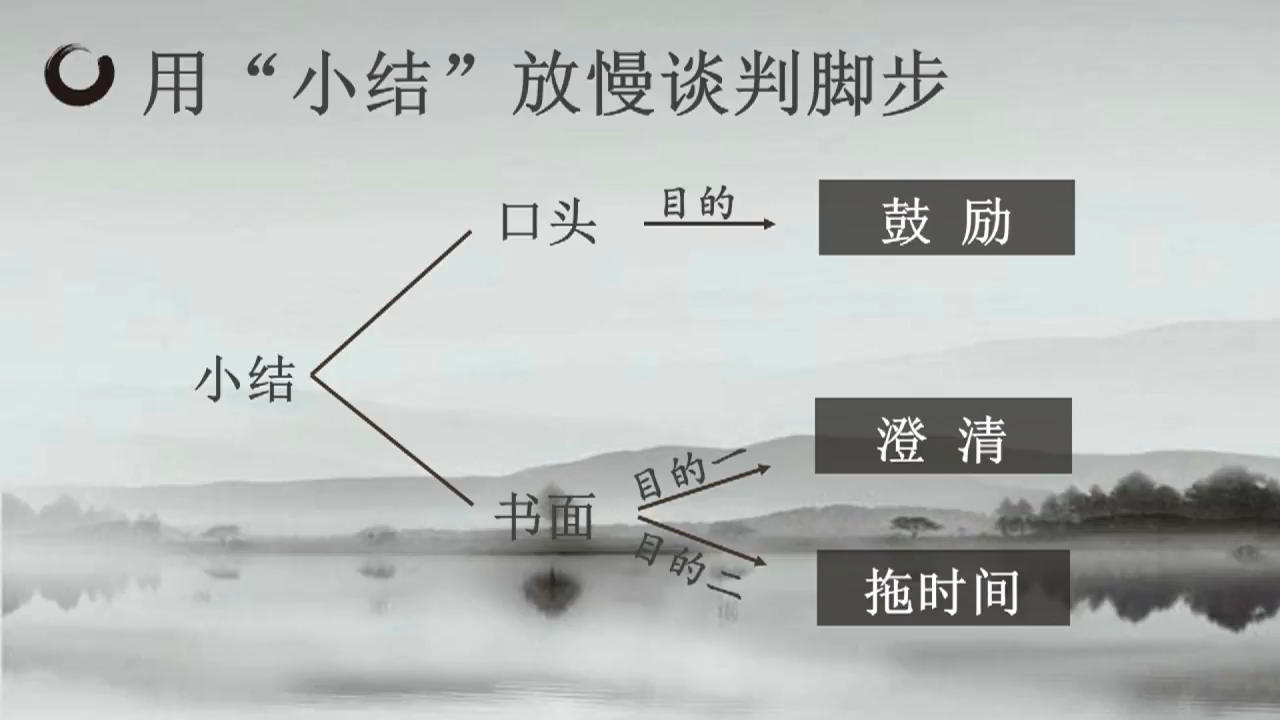 用“小结”放慢谈判脚步
口头
目的
鼓励
小结
书面
目的一
澄清
目的二
拖时间